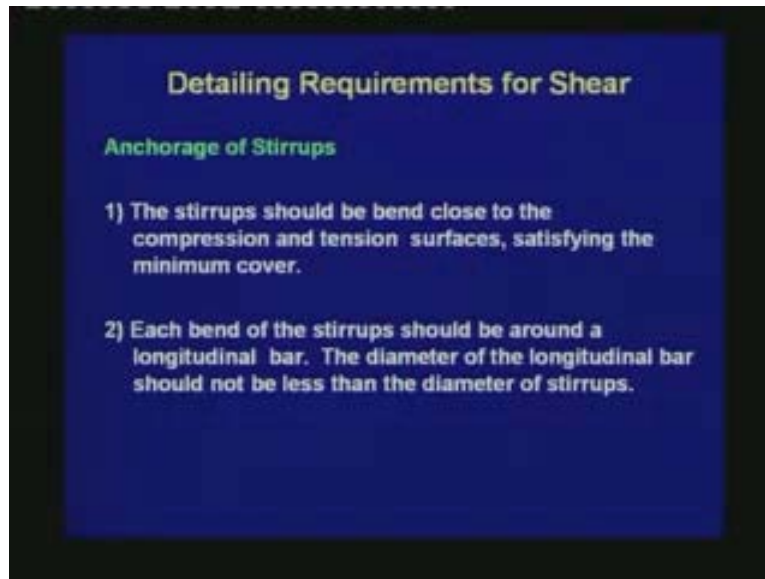 Detailing Requirements for Shear
Anchorage of Stirrups
1) The stirrups should be bend close to the
compression and tension surfaces, satisfying the
minimum cover.
2) Each bend of the stirrups should be around a
longitudinal bar. The diameter of the longitudinal bar
should not be less than the diameter of stirrups.